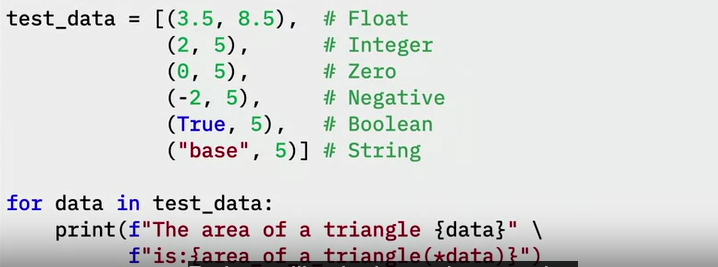 test_data = [(3.5, 8.5),  # Float
(2, 5),      # Integer
(0, 5),      # Zero
(-2, 5),     # Negative
(True, 5),   # Boolean
("base", 5)] # String
for data in test_data:
print(f"The area of a triangle {data}" \
f"is:{area_of_a_triangle(*data)}")